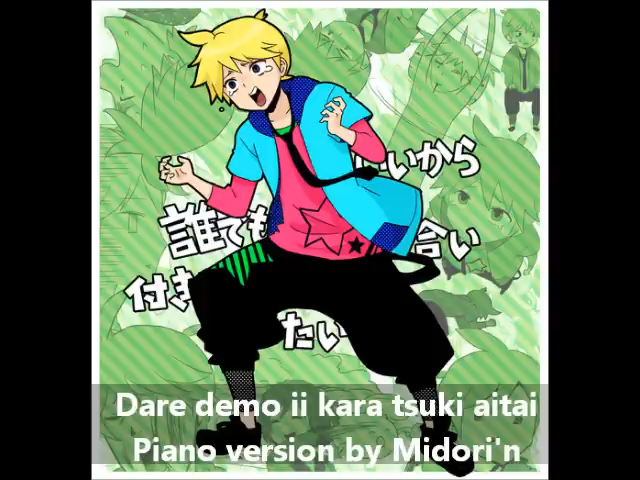 誰でも いいから
付き 合い
たい
Dare demo ii kara tsuki aitai
Piano version by Midori'n